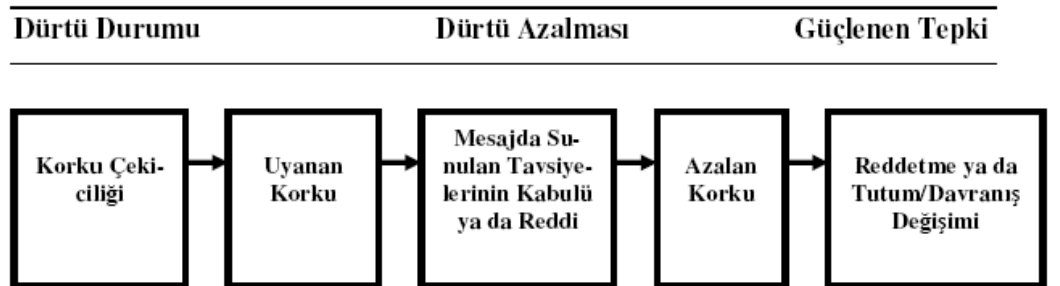 Dürtü Durumu Dürtü Azalması Güçlenen Tepki
Korku Çeki-
ciliği
Uyanan
Korku
Mesajda Su-
nulan Tavsiye-
lerinin Kabulü
ya da Reddi
Azalan
Korku
Reddetme ya da
Tutum/Davranış
Değişimi